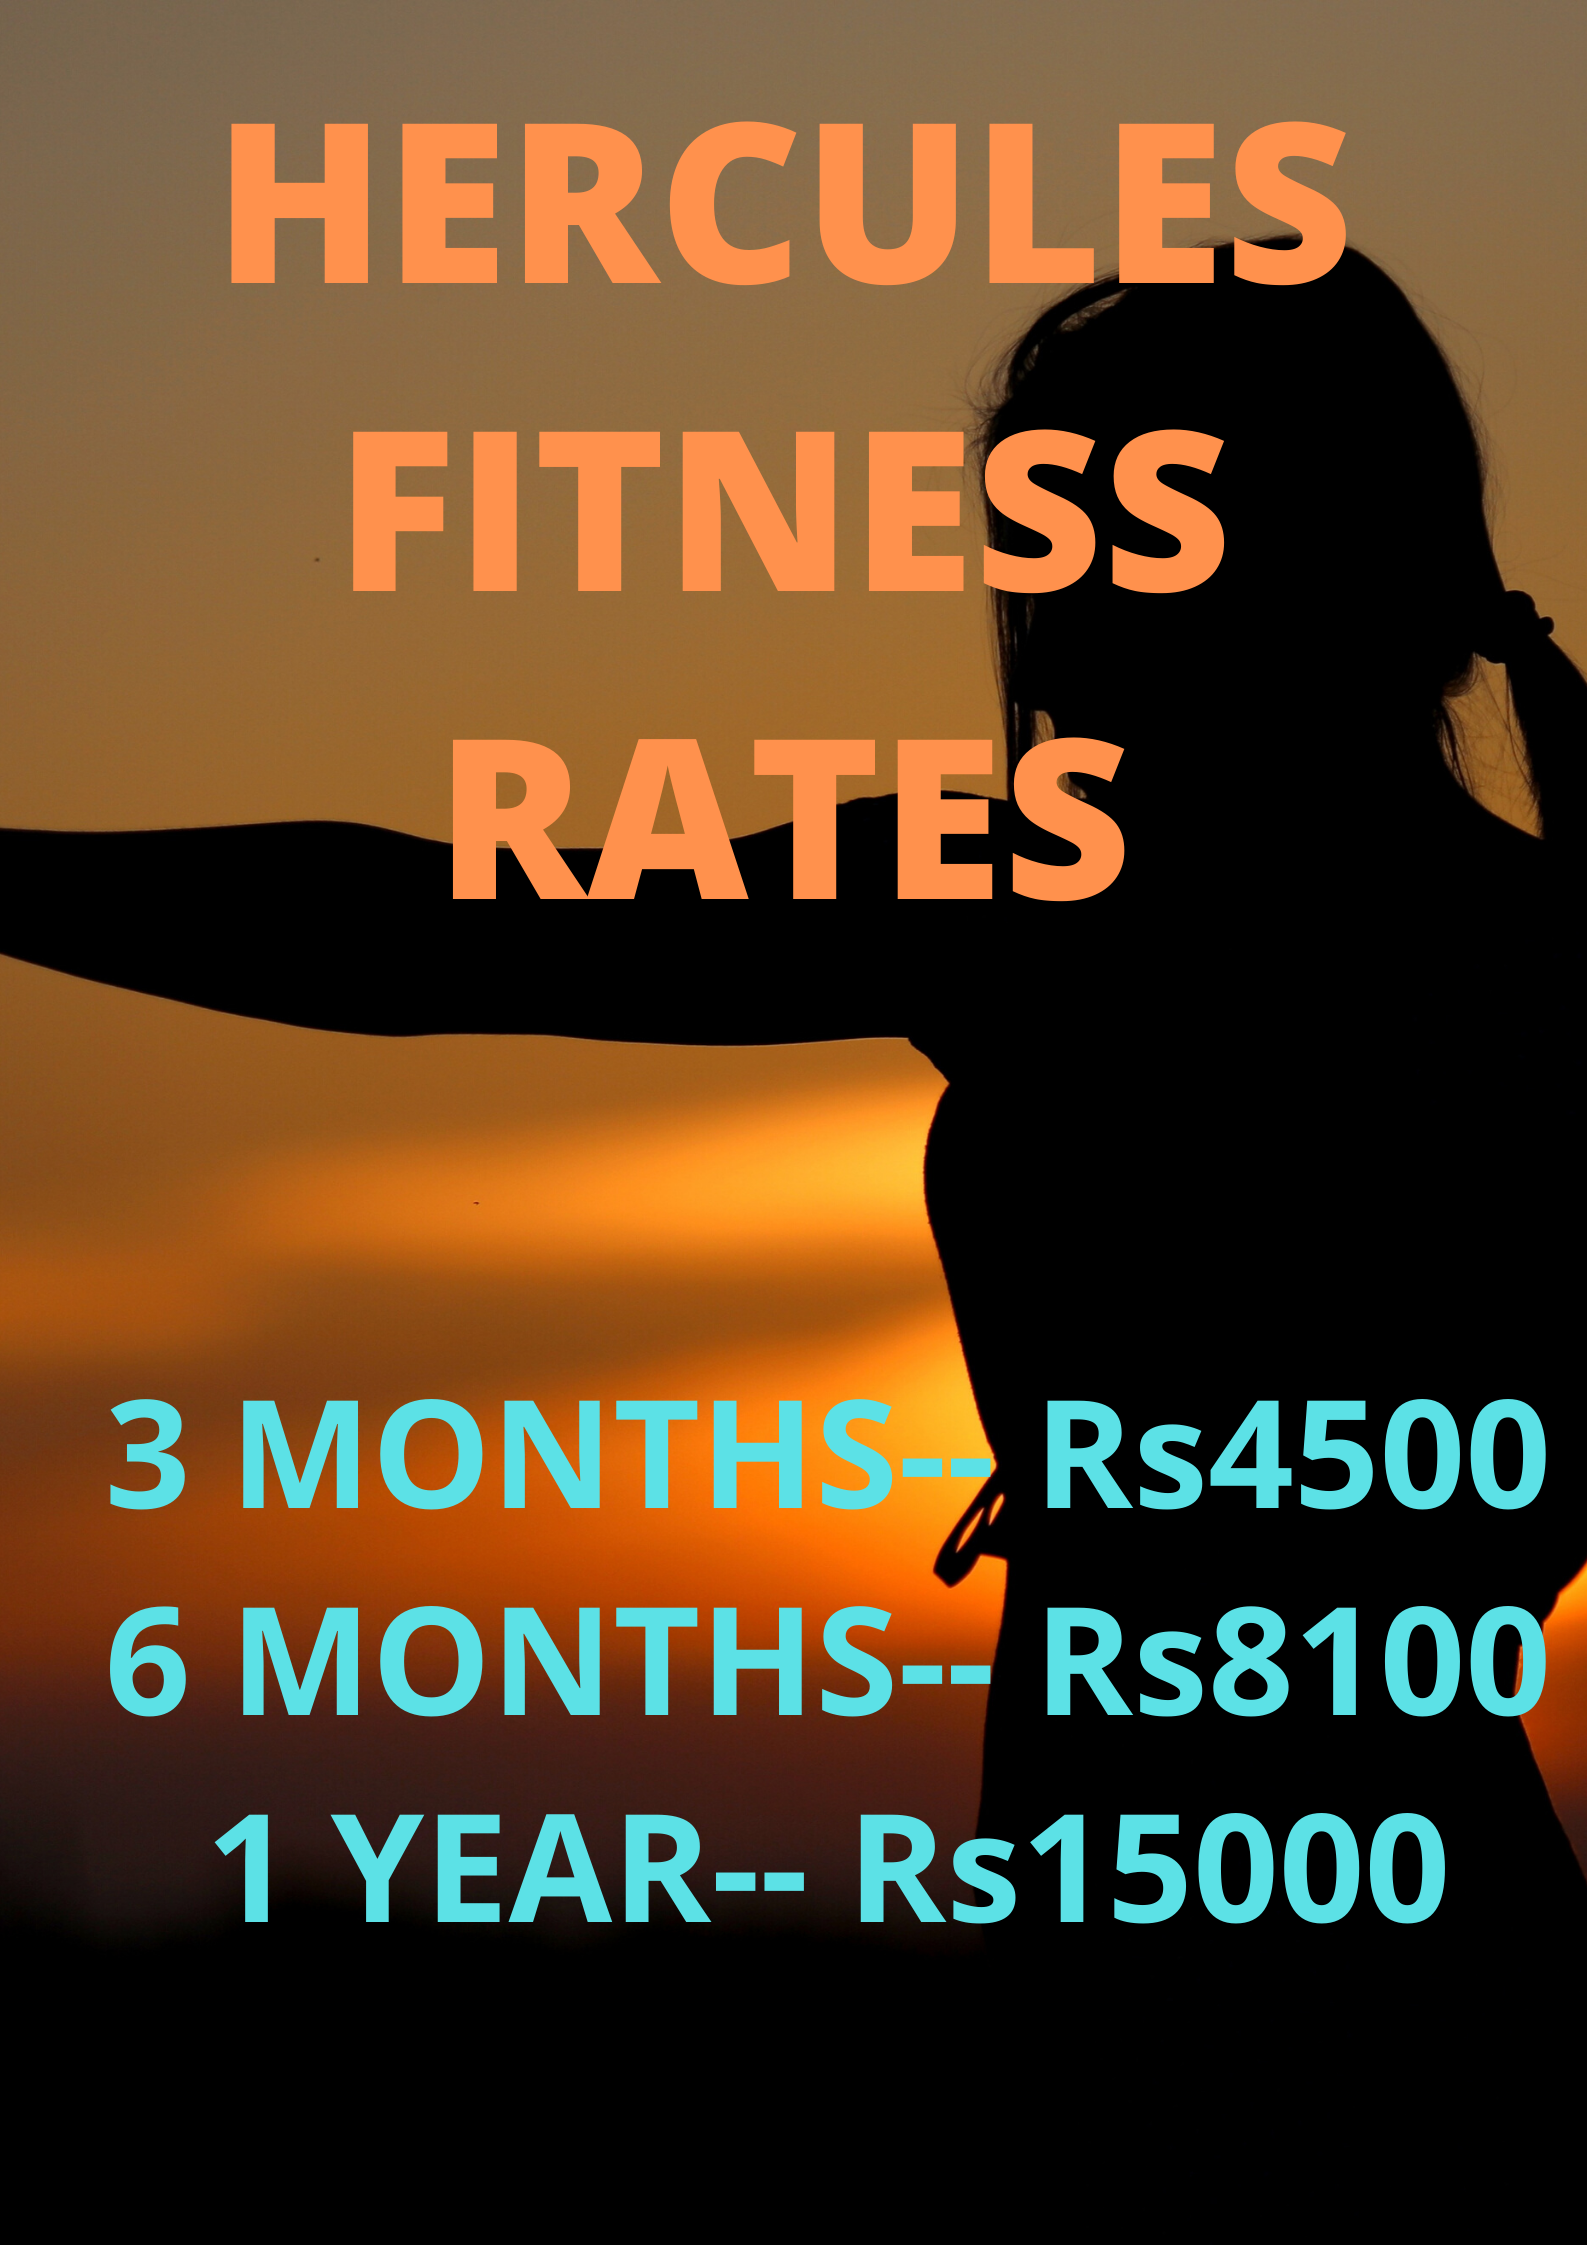 HERCULES
FITNESS
RATES
3 MONTHS-- Rs4500
6 MONTHS-- Rs8100
1 YEAR-- Rs15000